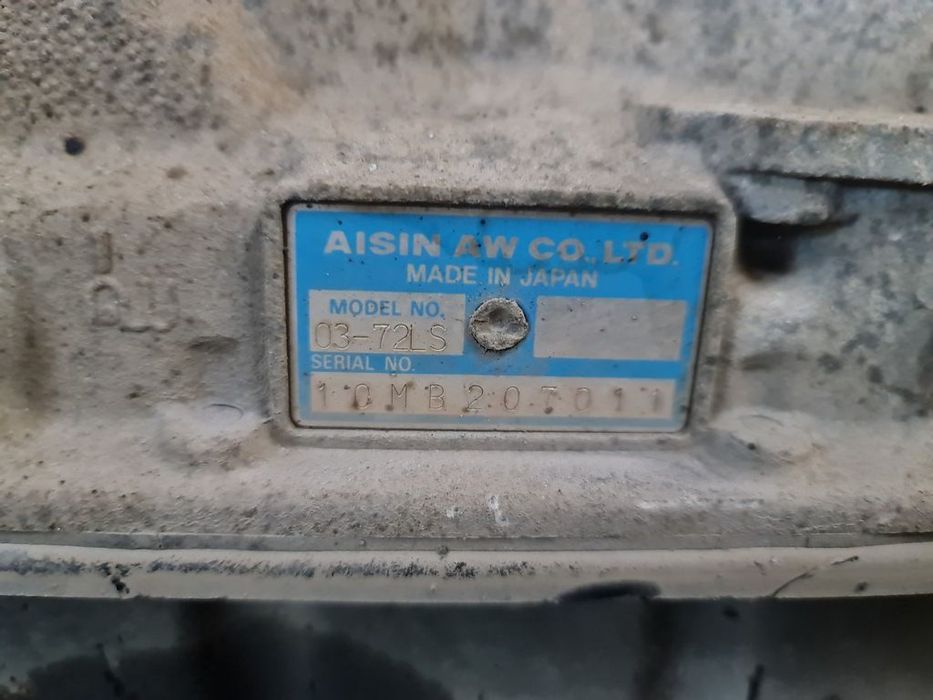 AISIN AW CO., LTD.
MADE IN JAPAN
MODEL NO.
03-72LS
SERIAL NO.
10MB207011